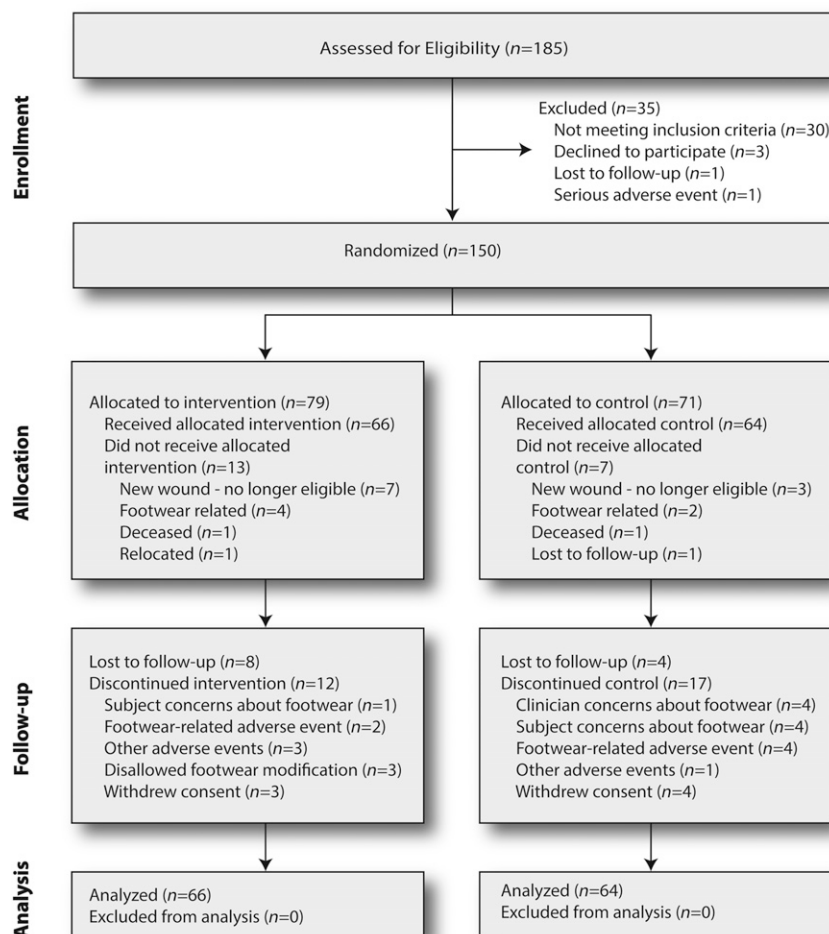 Assessed for Eligibility (n=185)
Enrollment
Excluded (n=35)
Not meeting inclusion criteria (n=30)
Declined to participate (n=3)
Lost to follow-up (n=1)
Serious adverse event (n=1)
Randomized (n=150)
Allocation
Allocated to intervention (n=79)
Received allocated intervention (n=66)
Did not receive allocated
intervention (n=13)
New wound - no longer eligible (n=7)
Footwear related (n=4)
Deceased (n=1)
Relocated (n=1)
Allocated to control (n=71)
Received allocated control (n=64)
Did not receive allocated
control (n=7)
New wound - no longer eligible (n=3)
Footwear related (n=2)
Deceased (n=1)
Lost to follow-up (n=1)
Follow-up
Lost to follow-up (n=8)
Discontinued intervention (n=12)
Subject concerns about footwear (n=1)
Footwear-related adverse event (n=2)
Other adverse events (n=3)
Disallowed footwear modification (n=3)
Withdrew consent (n=3)
Lost to follow-up (n=4)
Discontinued control (n=17)
Clinician concerns about footwear (n=4)
Subject concerns about footwear (n=4)
Footwear-related adverse event (n=4)
Other adverse events (n=1)
Withdrew consent (n=4)
Analysis
Analyzed (n=66)
Excluded from analysis (n=0)
Analyzed (n=64)
Excluded from analysis (n=0)